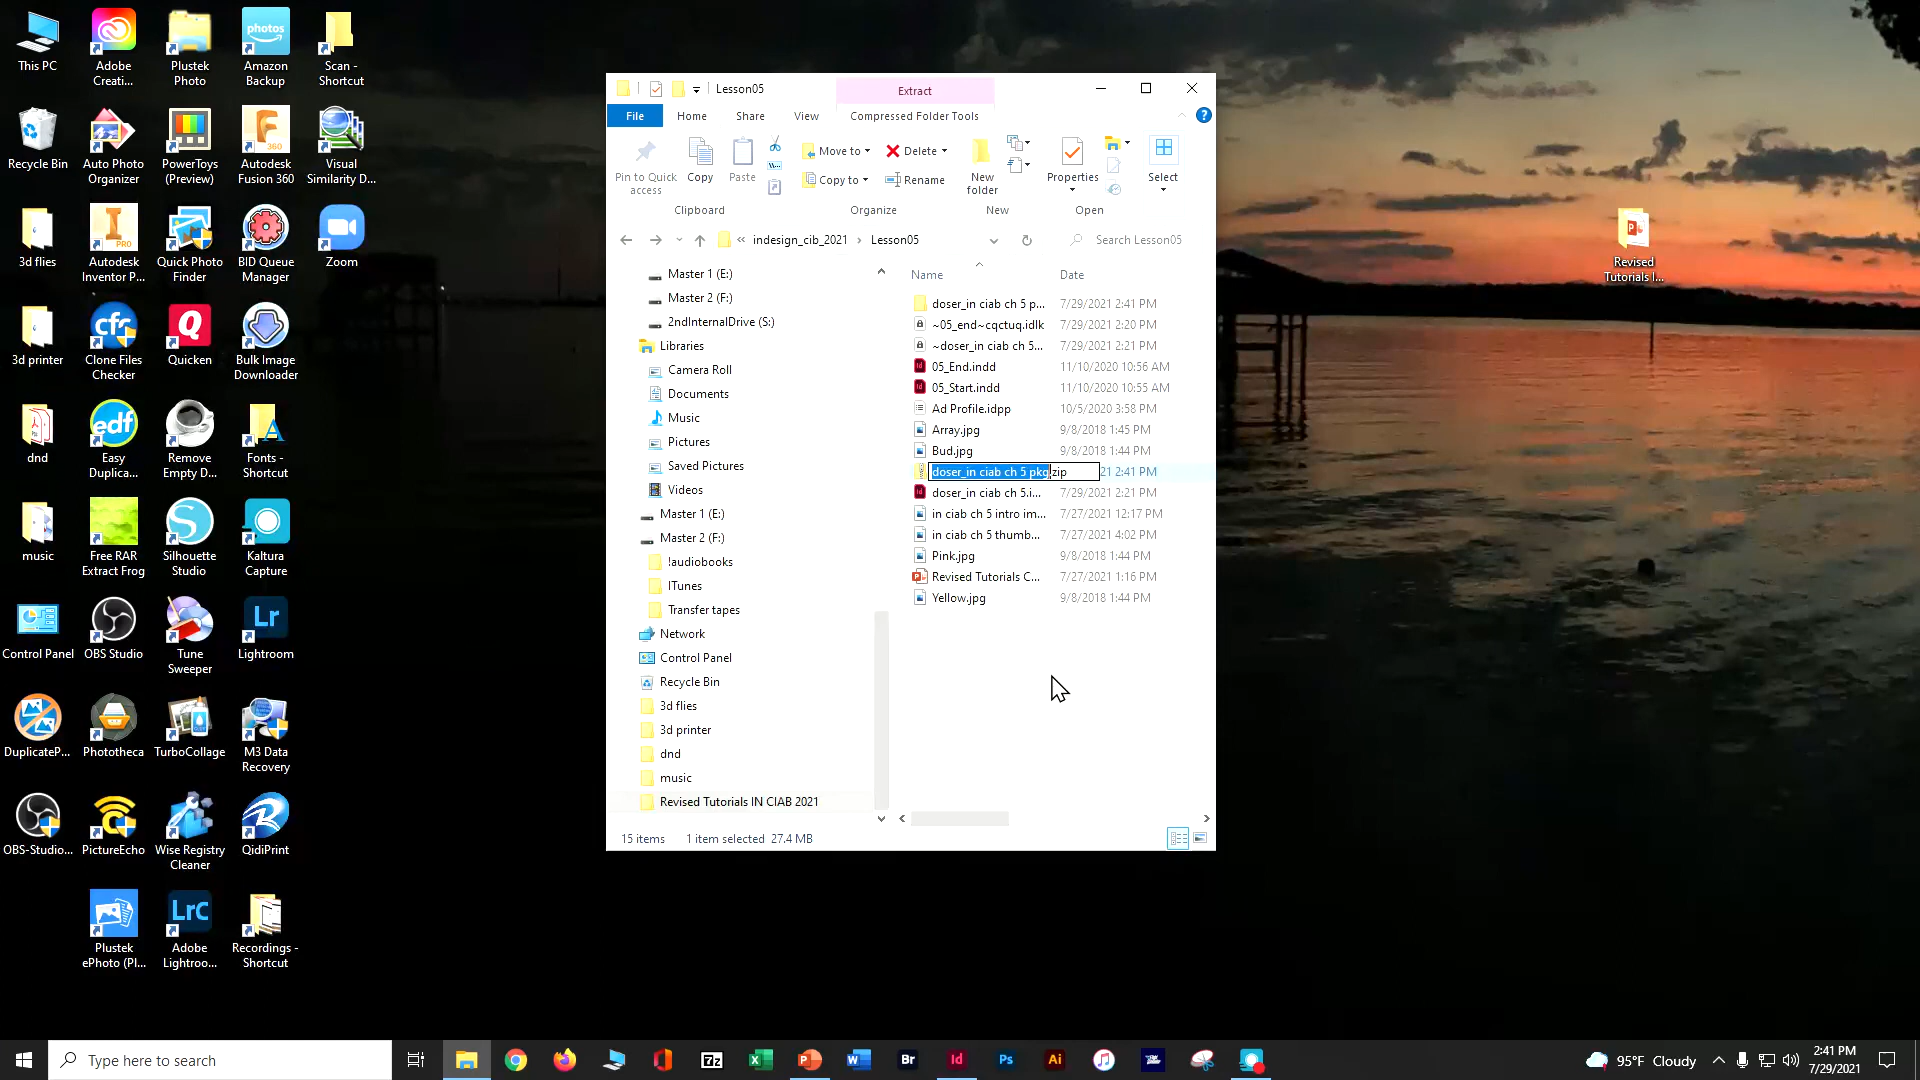 This PC
Adobe
Creati...
Plustek
Photo
photos
Amazon
Backup
Scan -
Shortcut
Recycle Bin
Auto Photo
Organizer
PowerToys
(Preview)
Autodesk
Fusion 360
Visual
Similarity D...
3d flies
Autodesk
Inventor P...
Quick Photo
Finder
BID Queue
Manager
Zoom
3d printer
Clone Files
Checker
Quicken
Bulk Image
Downloader
dnd
Easy
Duplica...
Remove
Empty D...
Fonts -
Shortcut
music
Free RAR
Extract Frog
Silhouette
Studio
Kaltura
Capture
Control Panel
OBS Studio
Tune
Sweeper
Lightroom
DuplicateP...
Phototheca
TurboCollage
M3 Data
Recovery
OBS-Studio...
PictureEcho
Wise Registry
Cleaner
QidiPrint
Plustek
ePhoto (Pl...
Adobe
Lightroo...
Recordings -
Shortcut
Lesson05
Extract
File
Home
Share
View
Compressed Folder Tools
Pin to Quick
access
Copy
Paste
Move to
Copy to
Delete
Rename
New
folder
Properties
Select
Clipboard
Organize
New
Open
« indesign_cib_2021 › Lesson05
Search Lesson05
Master 1 (E:)
Master 2 (F:)
2ndInternalDrive (S:)
Libraries
Camera Roll
Documents
Music
Pictures
Saved Pictures
Videos
Master 1 (E:)
Master 2 (F:)
!audiobooks
ITunes
Transfer tapes
Network
Control Panel
Recycle Bin
3d flies
3d printer
dnd
music
Revised Tutorials IN CIAB 2021
Name Date
doser_in ciab ch 5 p... 7/29/2021 2:41 PM
~05_end~cqctuq.idlk 7/29/2021 2:20 PM
~doser_in ciab ch 5... 7/29/2021 2:21 PM
05_End.indd 11/10/2020 10:56 AM
05_Start.indd 11/10/2020 10:55 AM
Ad Profile.idpp 10/5/2020 3:58 PM
Array.jpg 9/8/2018 1:45 PM
Bud.jpg 9/8/2018 1:44 PM
doser_in ciab ch 5 pkg.zip 21 2:41 PM
doser_in ciab ch 5.i... 7/29/2021 2:21 PM
in ciab ch 5 intro im... 7/27/2021 12:17 PM
in ciab ch 5 thumb... 7/27/2021 4:02 PM
Pink.jpg 9/8/2018 1:44 PM
Revised Tutorials C... 7/27/2021 1:16 PM
Yellow.jpg 9/8/2018 1:44 PM
15 items 1 item selected 27.4 MB
Revised
Tutorials I...
Type here to search
95°F Cloudy
2:41 PM
7/29/2021